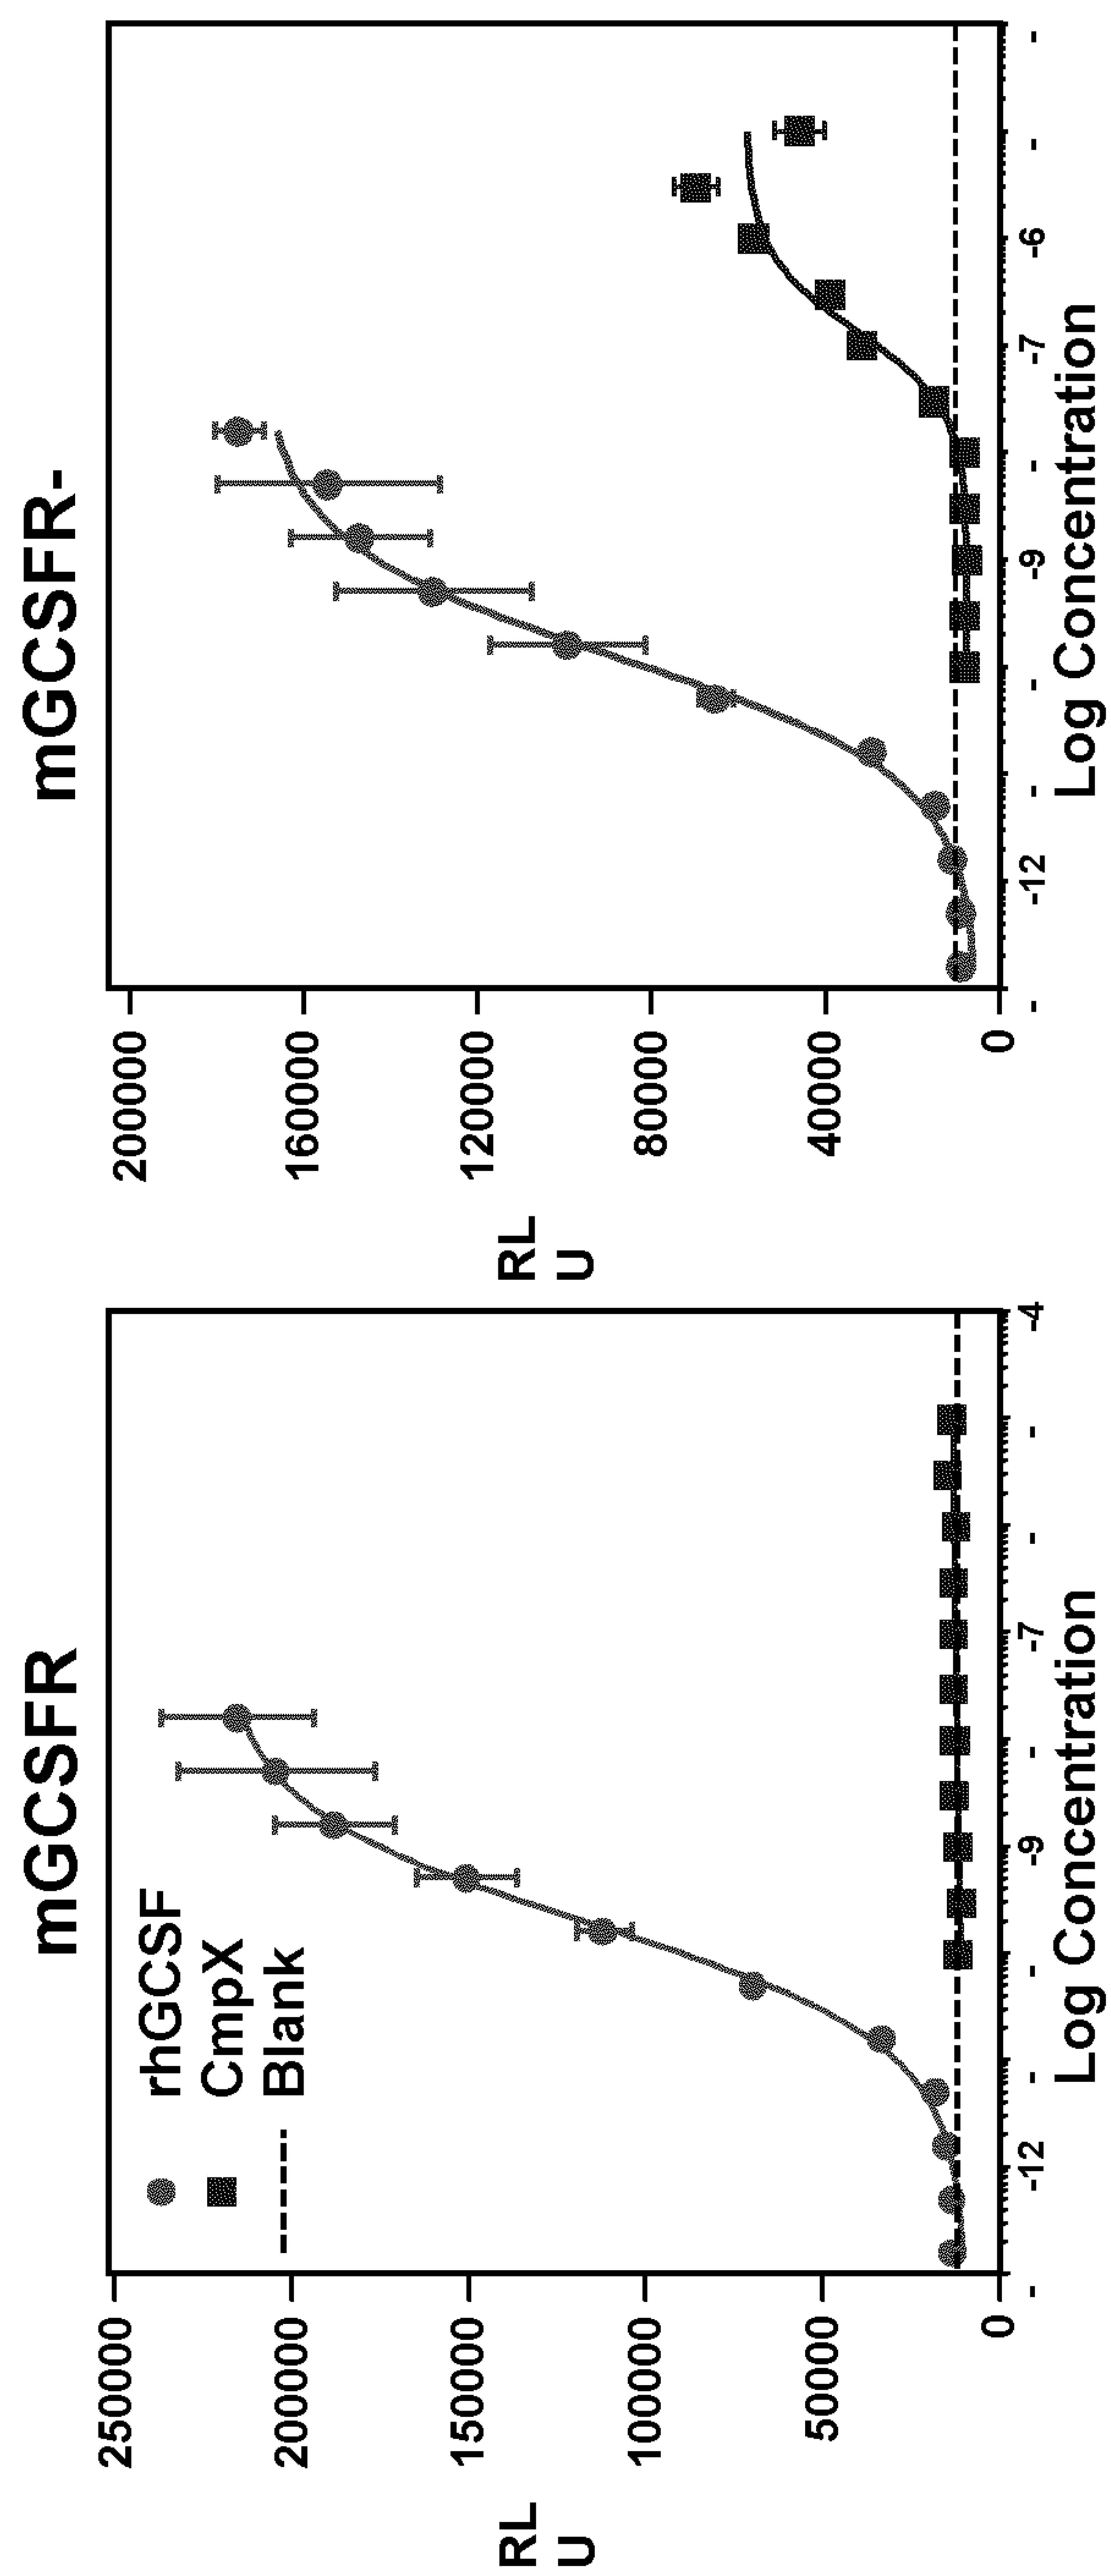 mGCSFR
rhGCSF
CmpX
Blank
RL
U
250000
200000
150000
100000
50000
0
-
-12
-
-
-9
-
-7
-
-
-4
Log Concentration
mGCSFR-
RL
U
200000
160000
120000
80000
40000
0
-
-12
-
-
-9
-
-7
-6
-
-
Log Concentration